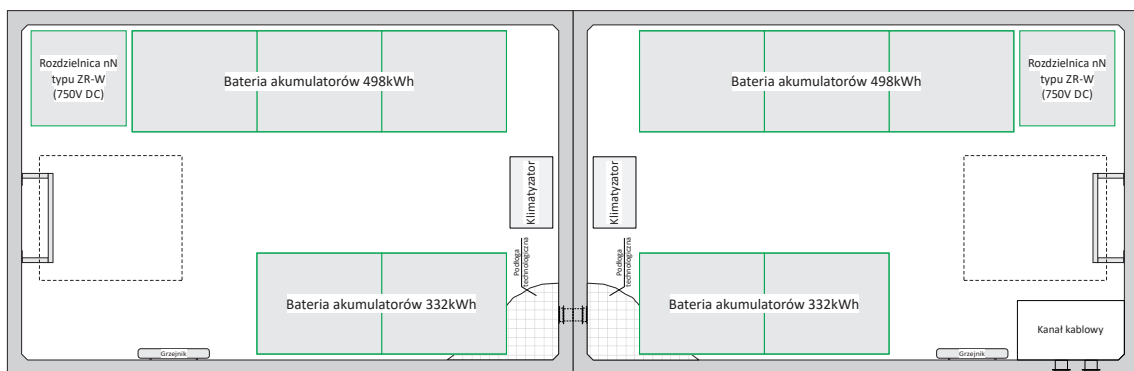 Rozdzielnica nN
typu ZR-W
(750V DC)
Bateria akumulatorów 498kWh
Bateria akumulatorów 498kWh
Rozdzielnica nN
typu ZR-W
(750V DC)
Klimatyzator
Klimatyzator
Podłoga
technologiczna
Podłoga
technologiczna
Bateria akumulatorów 332kWh
Bateria akumulatorów 332kWh
Kanał kablowy
Grzejnik
Grzejnik